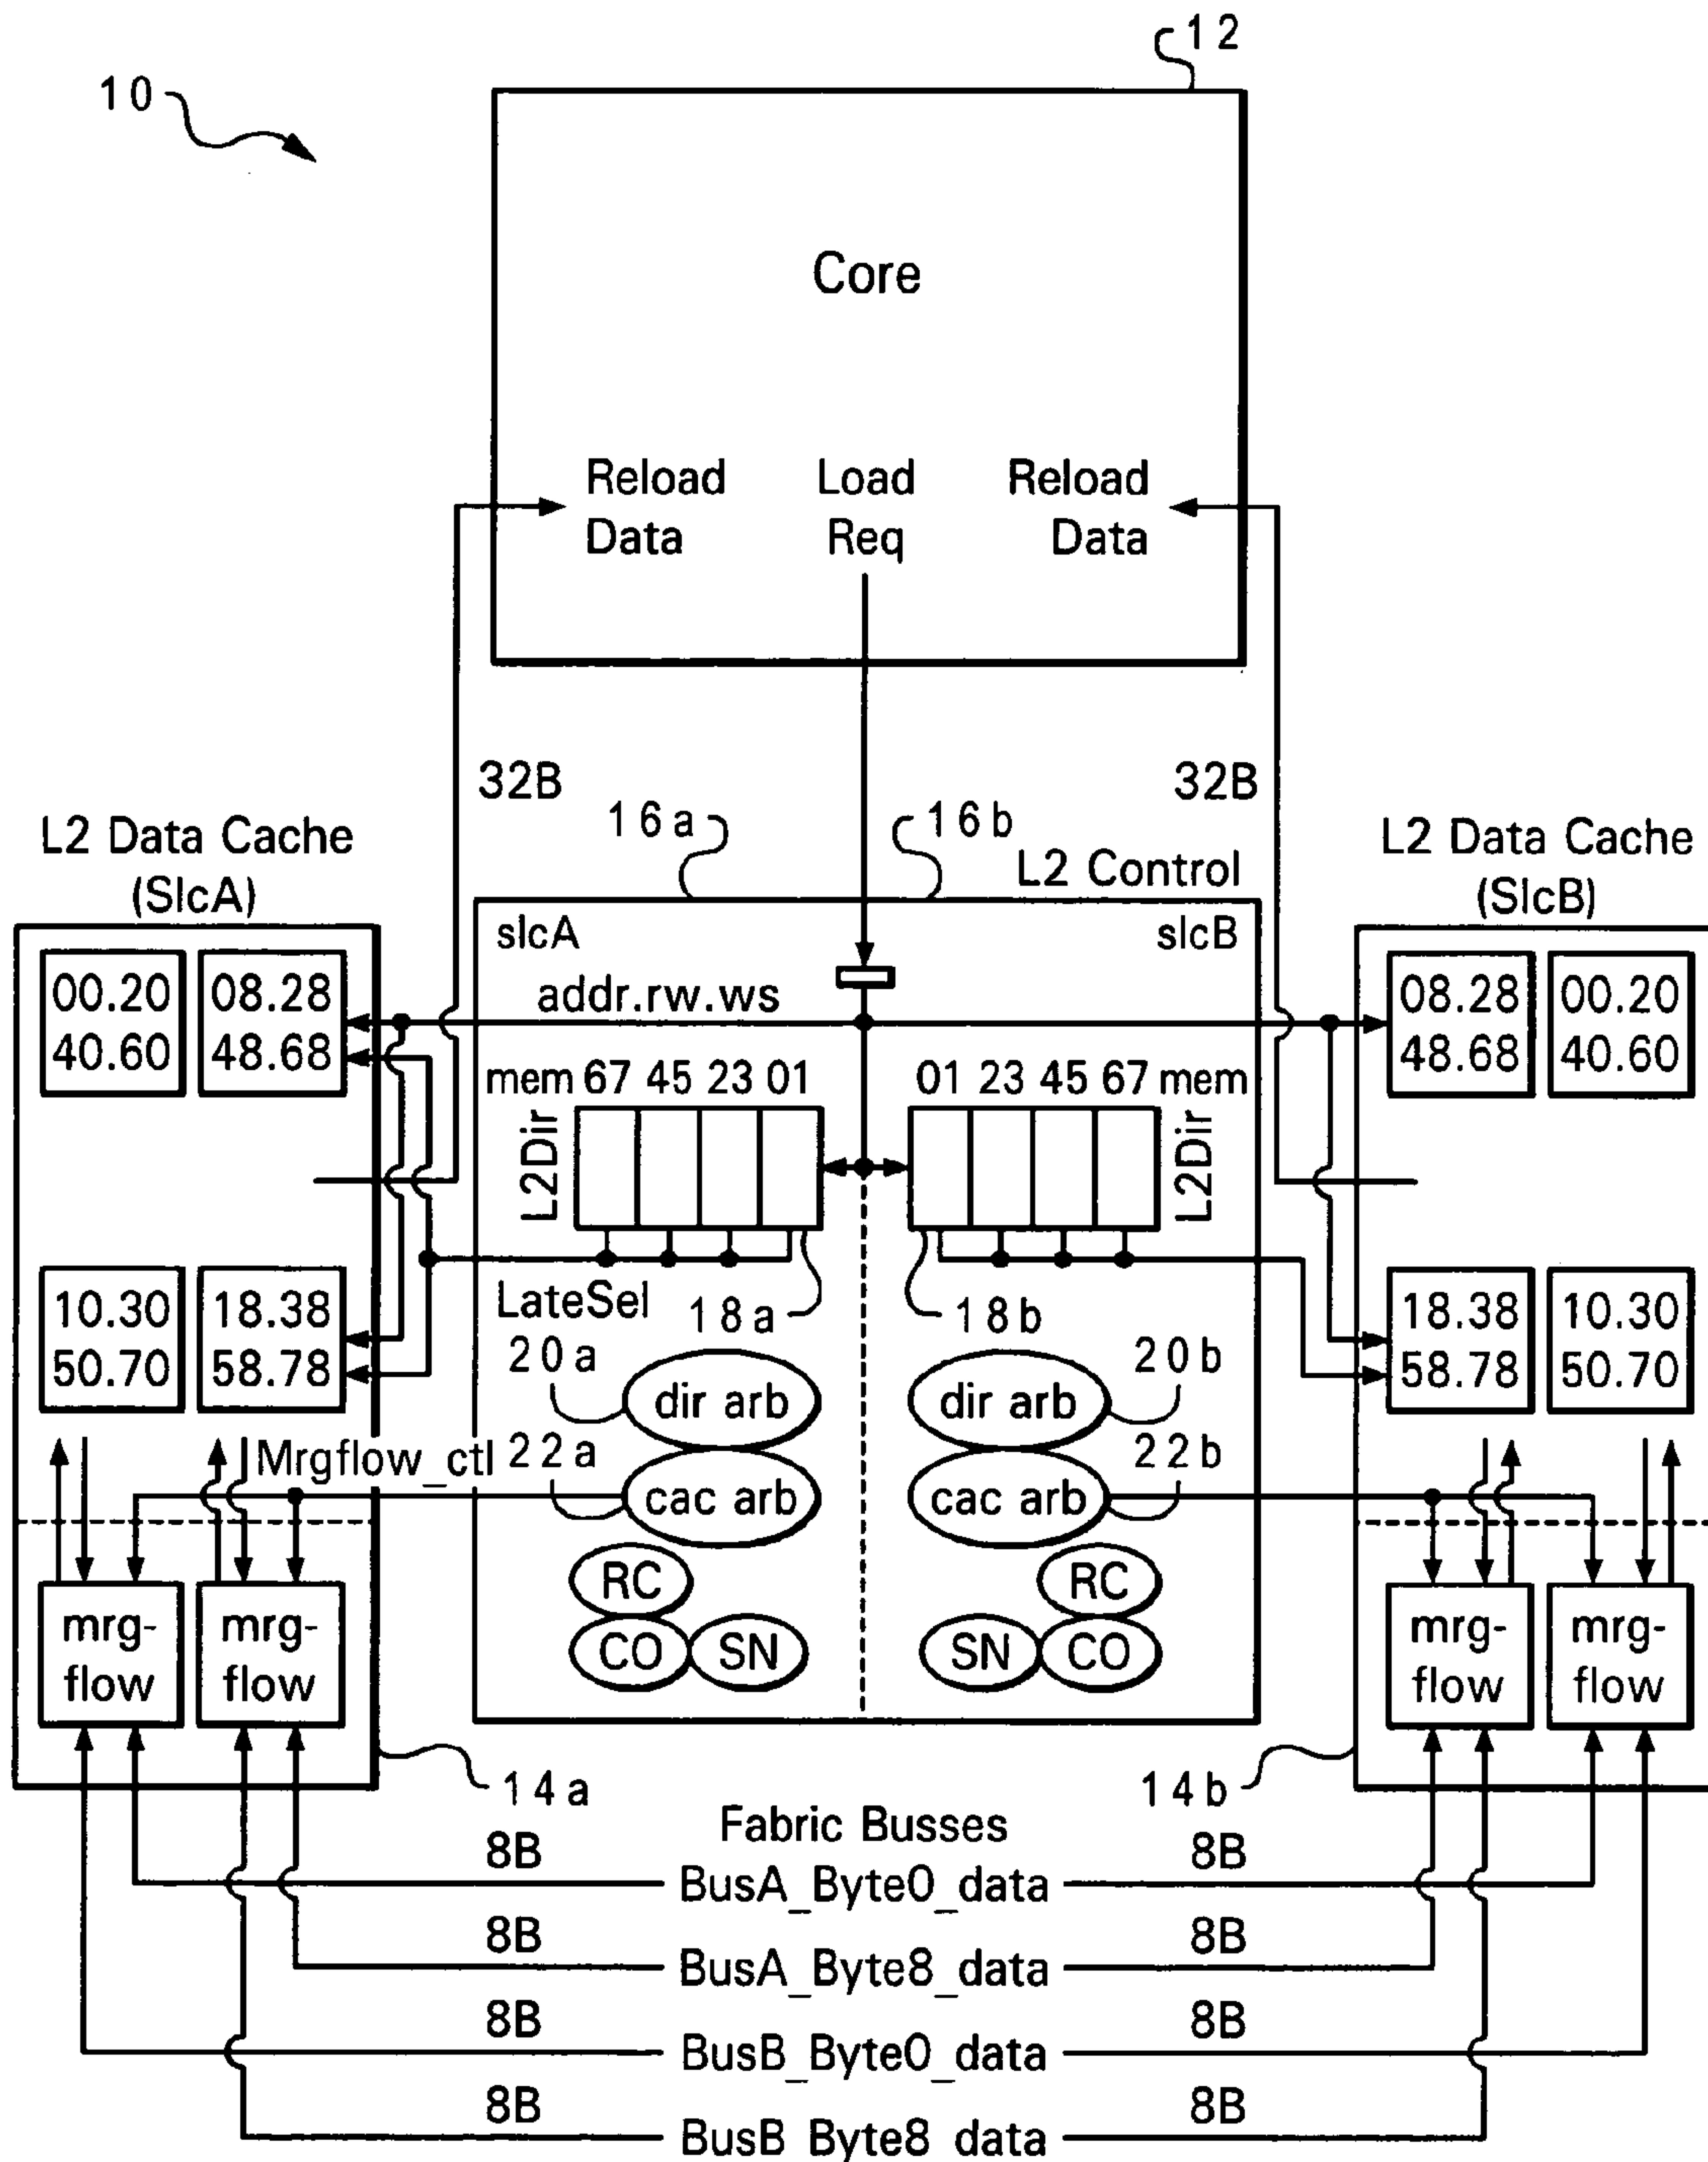 12
10
Core
Reload Data
Load Req
Reload Data
32B
32B
16a
16b
L2 Data Cache
(SlcA)
L2 Control
L2 Data Cache
(SlcB)
slcA
slcB
00.20
40.60
08.28
48.68
addr.rw.ws
08.28
48.68
00.20
40.60
mem 67 45 23 01
01 23 45 67 mem
L2Dir
L2Dir
10.30
50.70
18.38
58.78
LateSel
18a
18b
18.38
58.78
10.30
50.70
20a
dir arb
dir arb
20b
Mrgflow_ctl
22a
cac arb
cac arb
22b
RC
RC
CO
SN
SN
CO
mrg-
flow
mrg-
flow
mrg-
flow
mrg-
flow
14a
14b
Fabric Busses
8B
BusA_Byte0_data
8B
8B
BusA_Byte8_data
8B
8B
BusB_Byte0_data
8B
8B
BusB_Byte8_data
8B